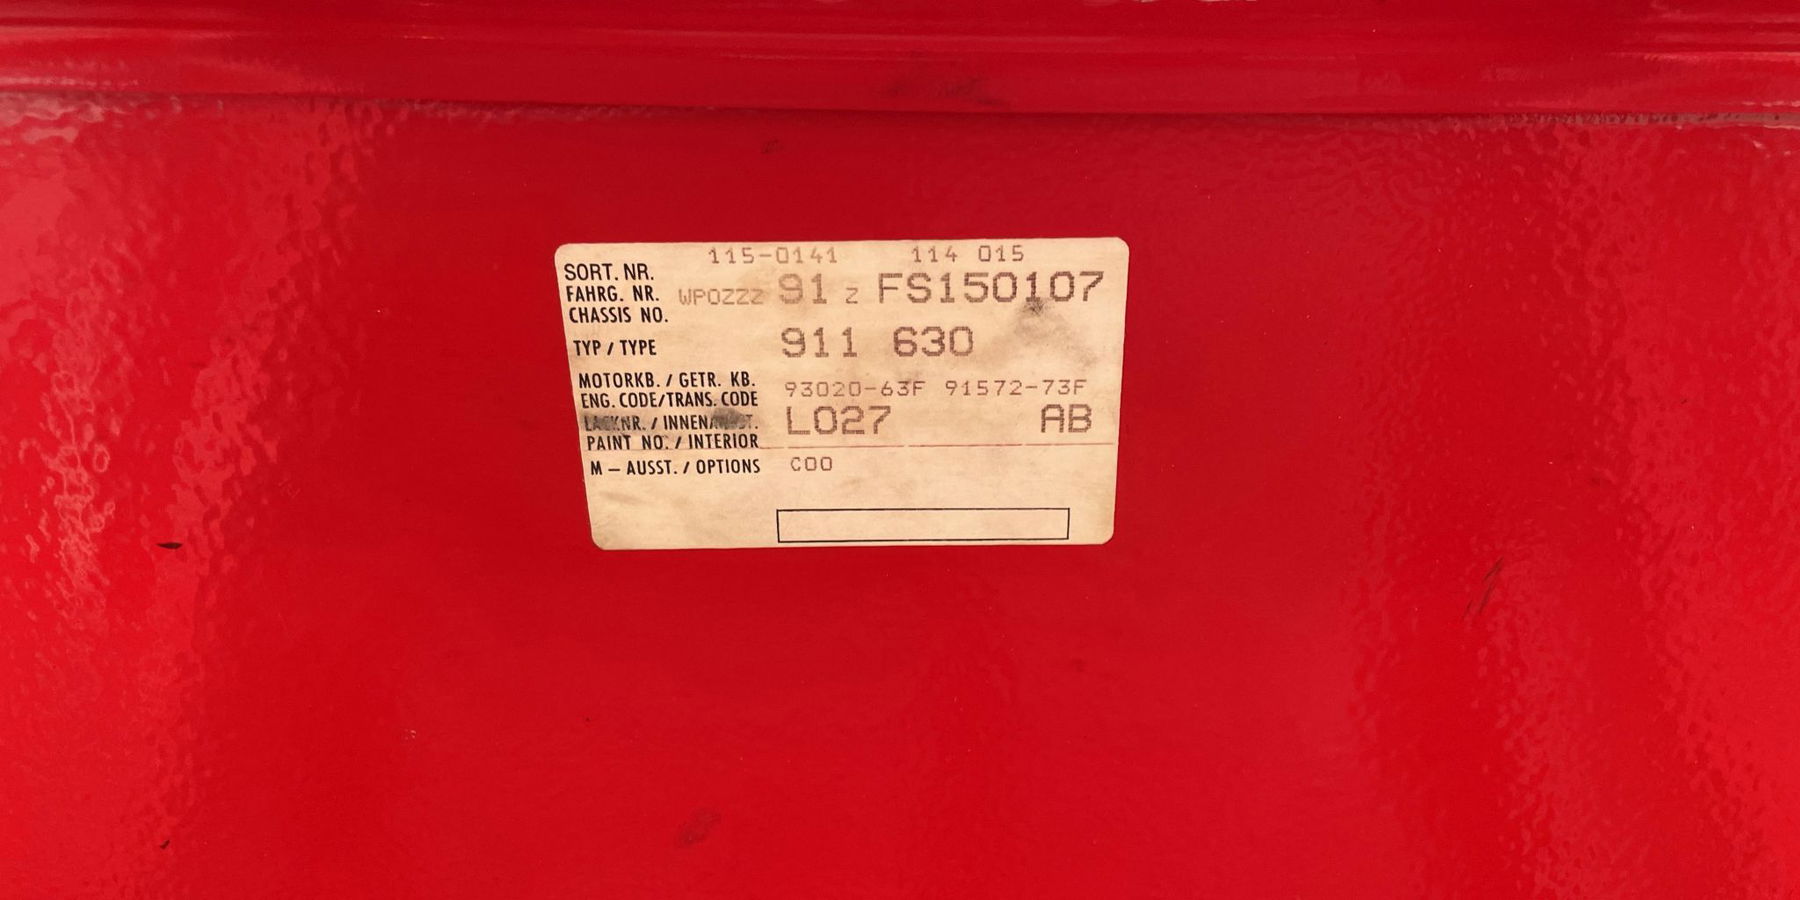 115-0141 114 015
SORT. NR.
FAHRG. NR. WP0ZZZ 91 Z FS150107
CHASSIS NO.
TYP / TYPE 911 630
MOTORKB. / GETR. KB. 93020-63F 91572-73F
ENG. CODE/TRANS. CODE
LACKNR. / INNENAUSST. L027 AB
PAINT NO. / INTERIOR
M – AUSST. / OPTIONS C00